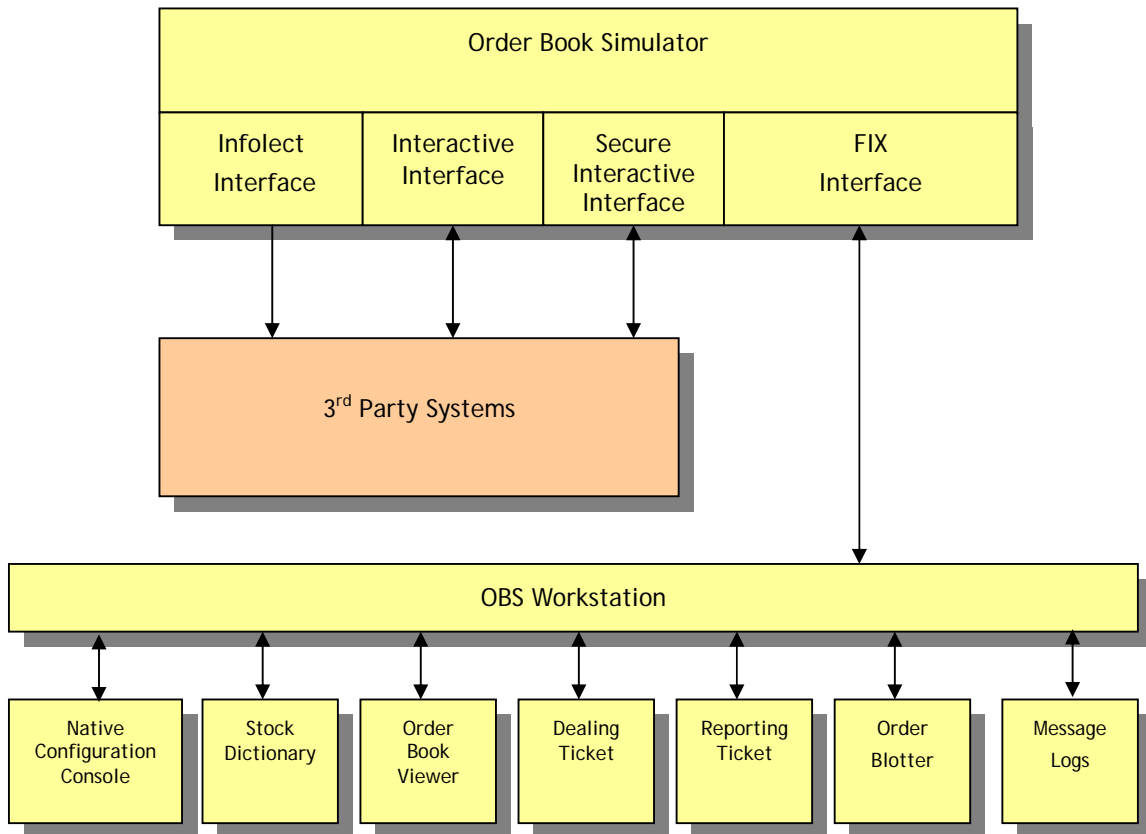 Order Book Simulator
Infolect
Interface
Interactive
Interface
Secure
Interactive
Interface
FIX
Interface
3rd Party Systems
OBS Workstation
Native
Configuration
Console
Stock
Dictionary
Order
Book
Viewer
Dealing
Ticket
Reporting
Ticket
Order
Blotter
Message
Logs